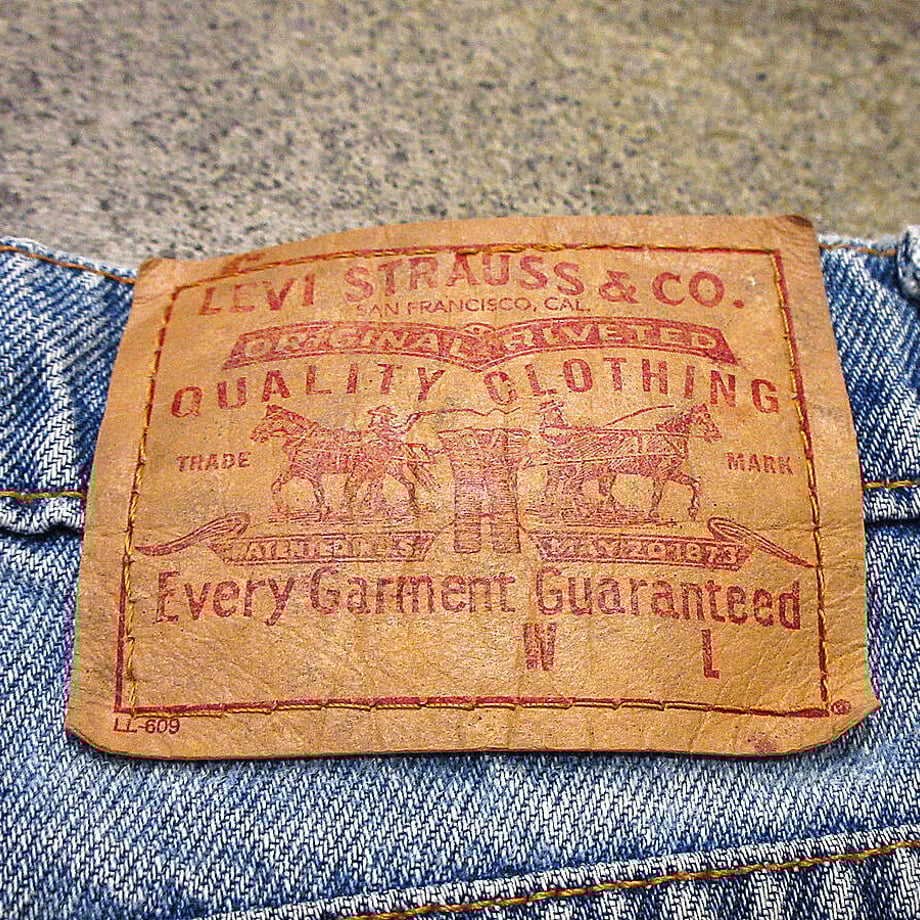 LEVI STRAUSS & CO.
SAN FRANCISCO, CAL.
ORIGINAL RIVETED
QUALITY CLOTHING
TRADE MARK
PATENTED U.S. MAY 20 1873
Every Garment Guaranteed
W L
LL-609 ®